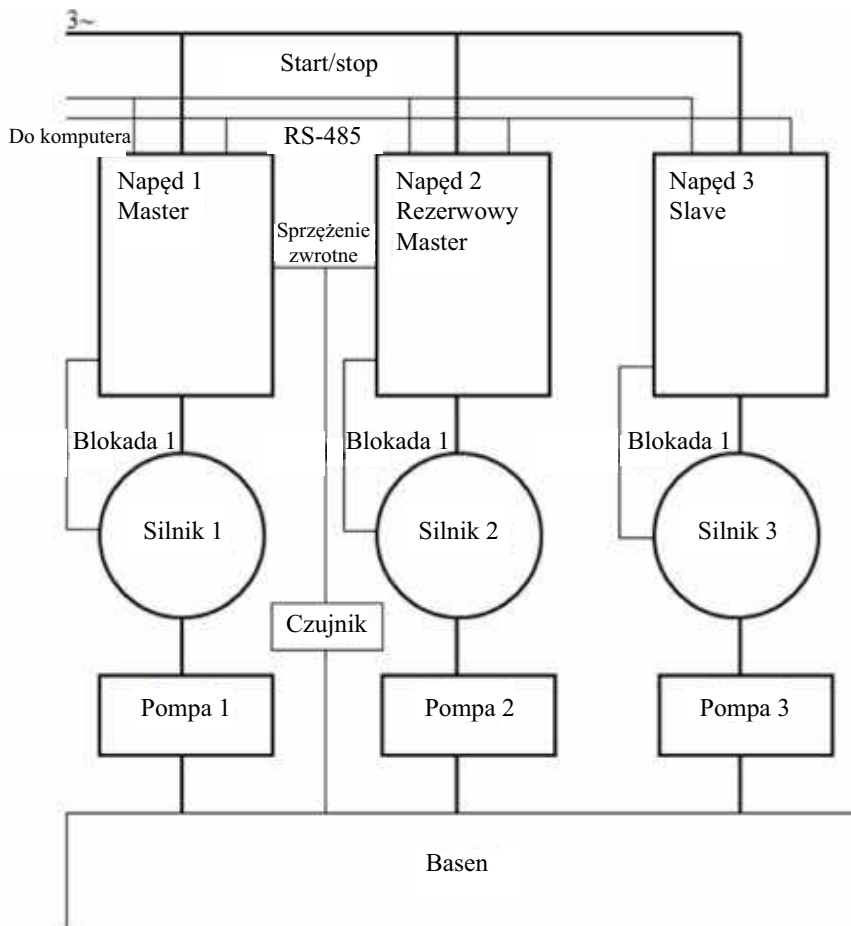 3~
Start/stop
Do komputera
RS-485
Napęd 1
Master
Napęd 2
Rezerwowy
Master
Napęd 3
Slave
Sprzężenie
zwrotne
Blokada 1
Blokada 1
Blokada 1
Silnik 1
Silnik 2
Silnik 3
Czujnik
Pompa 1
Pompa 2
Pompa 3
Basen